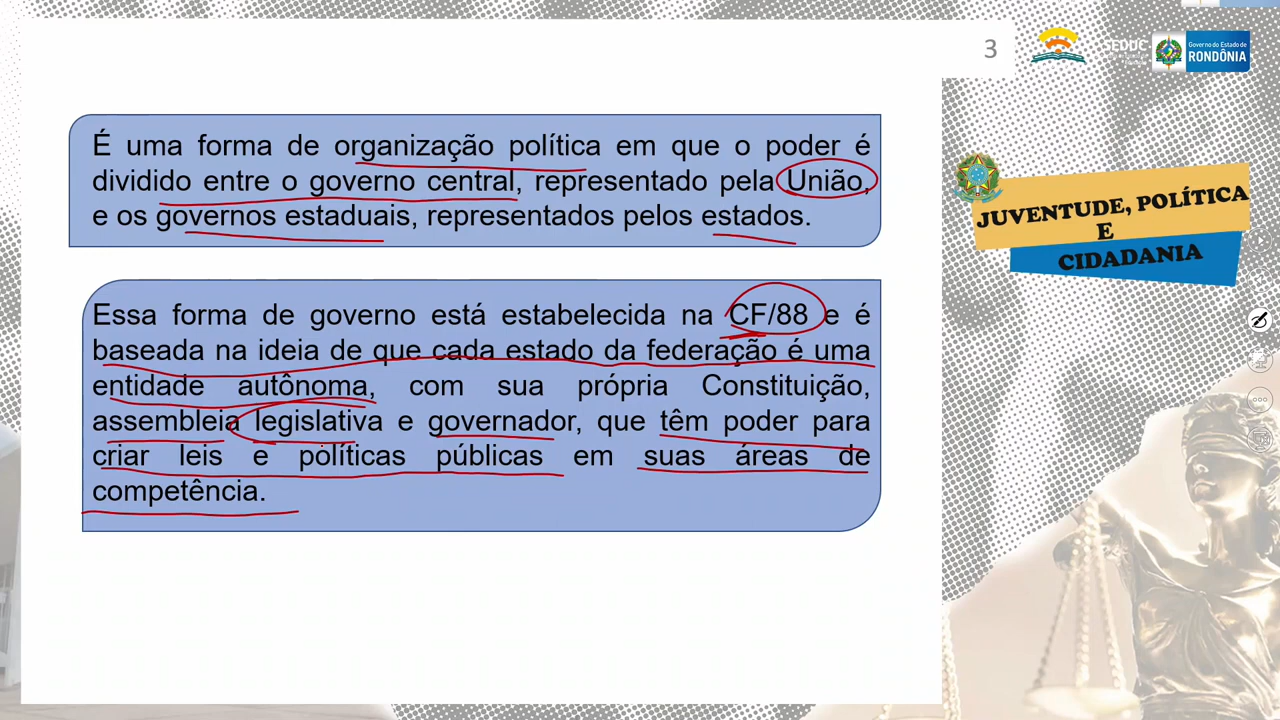 3
SEDUC
Governo do Estado de
RONDÔNIA
É uma forma de organização política em que o poder é
dividido entre o governo central, representado pela União,
e os governos estaduais, representados pelos estados.
JUVENTUDE, POLÍTICA
E
CIDADANIA
Essa forma de governo está estabelecida na CF/88 e é
baseada na ideia de que cada estado da federação é uma
entidade autônoma, com sua própria Constituição,
assembleia legislativa e governador, que têm poder para
criar leis e políticas públicas em suas áreas de
competência.